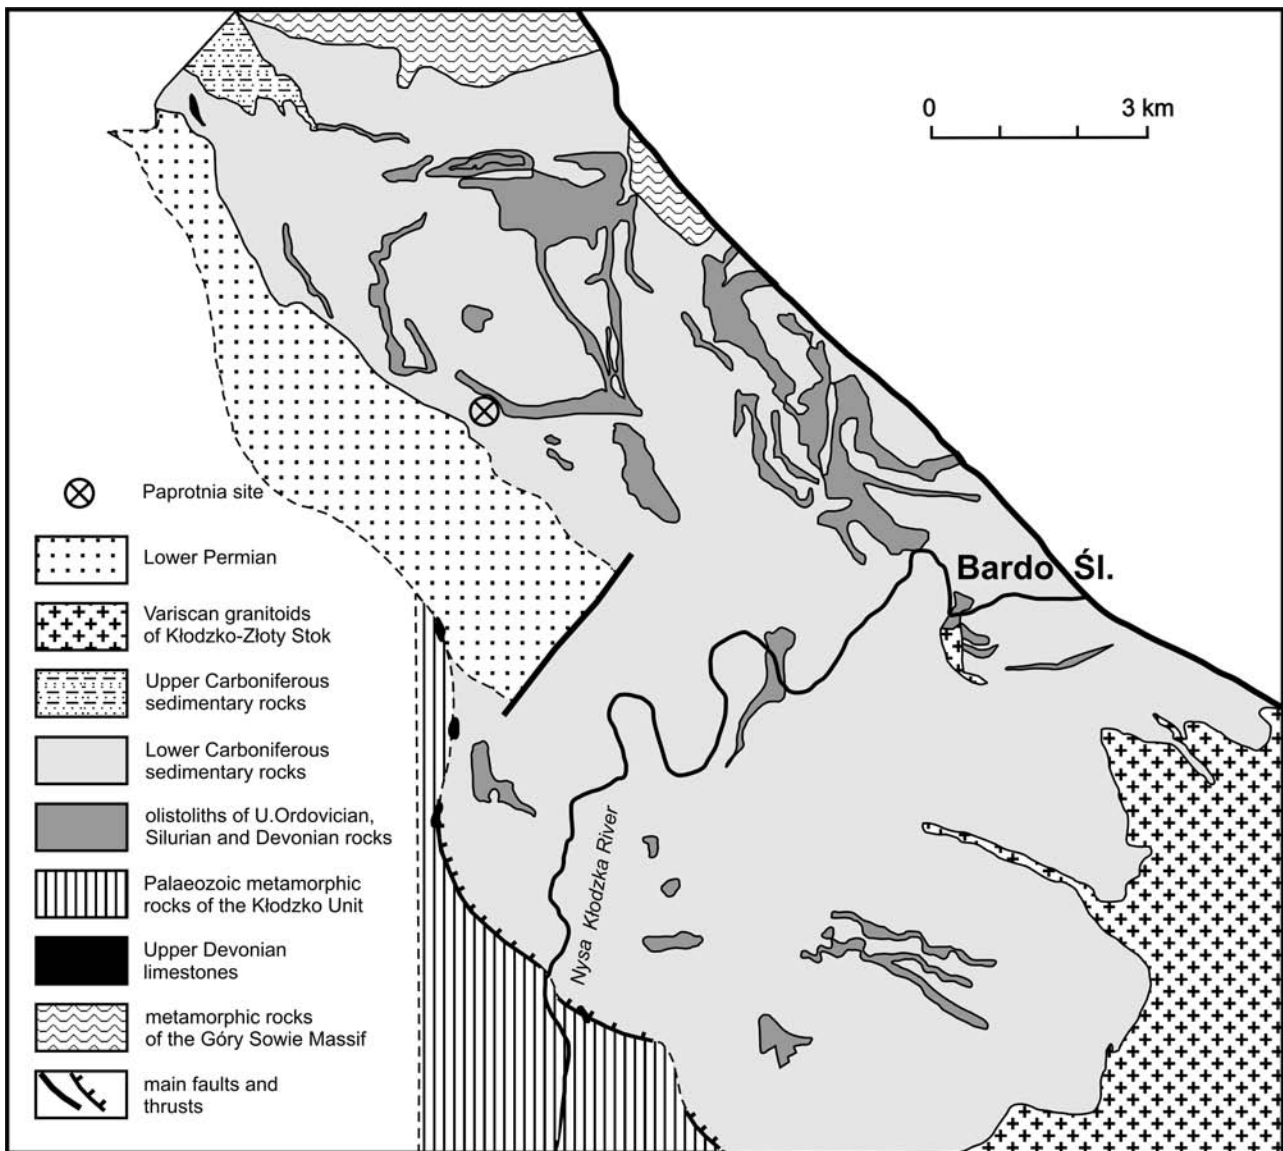 0 3 km
Bardo Śl.
Nysa Kłodzka River
Paprotnia site
Lower Permian
Variscan granitoids
of Kłodzko-Złoty Stok
Upper Carboniferous
sedimentary rocks
Lower Carboniferous
sedimentary rocks
olistoliths of U.Ordovician,
Silurian and Devonian rocks
Palaeozoic metamorphic
rocks of the Kłodzko Unit
Upper Devonian
limestones
metamorphic rocks
of the Góry Sowie Massif
main faults and
thrusts